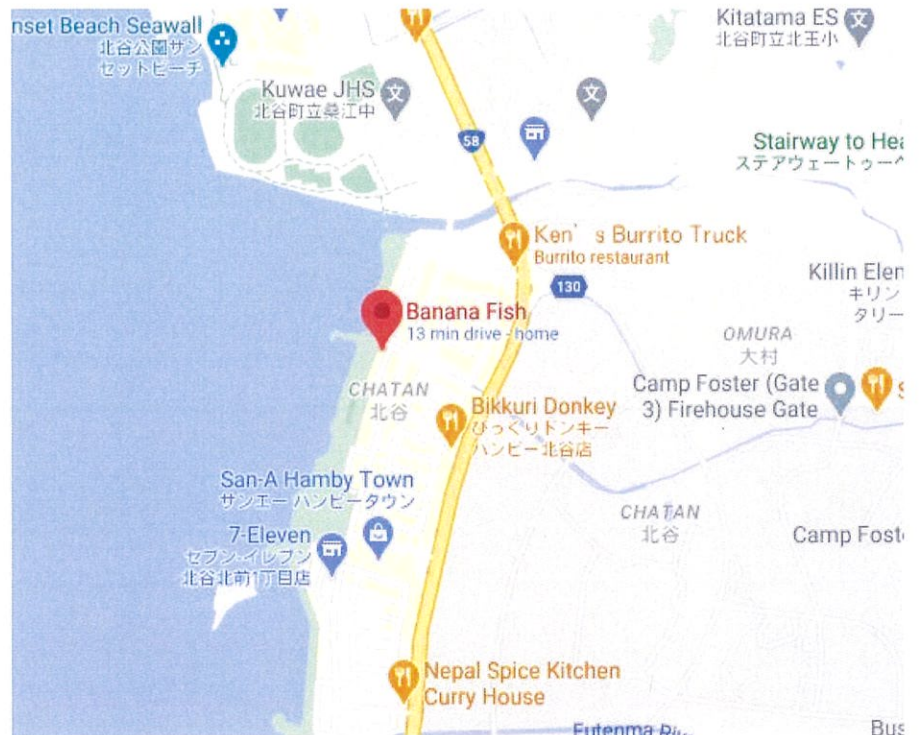 nset Beach Seawall
北谷公園サン
セットビーチ
Kitatama ES
北谷町立北玉小
Kuwae JHS
北谷町立桑江中
58
Stairway to Hea
ステアウェートゥーヘ
Ken's Burrito Truck
Burrito restaurant
130
Killin Elen
キリン
タリー
Banana Fish
13 min drive - home
OMURA
大村
CHATAN
北谷
Camp Foster (Gate
3) Firehouse Gate
S
Bikkuri Donkey
びっくりドンキー
ハンビー北谷店
San-A Hamby Town
サンエー ハンビータウン
CHATAN
北谷
7-Eleven
セブン-イレブン
北谷北前1丁目店
Camp Fost
Nepal Spice Kitchen
Curry House
Futenma Riv
Bus
文
文
文